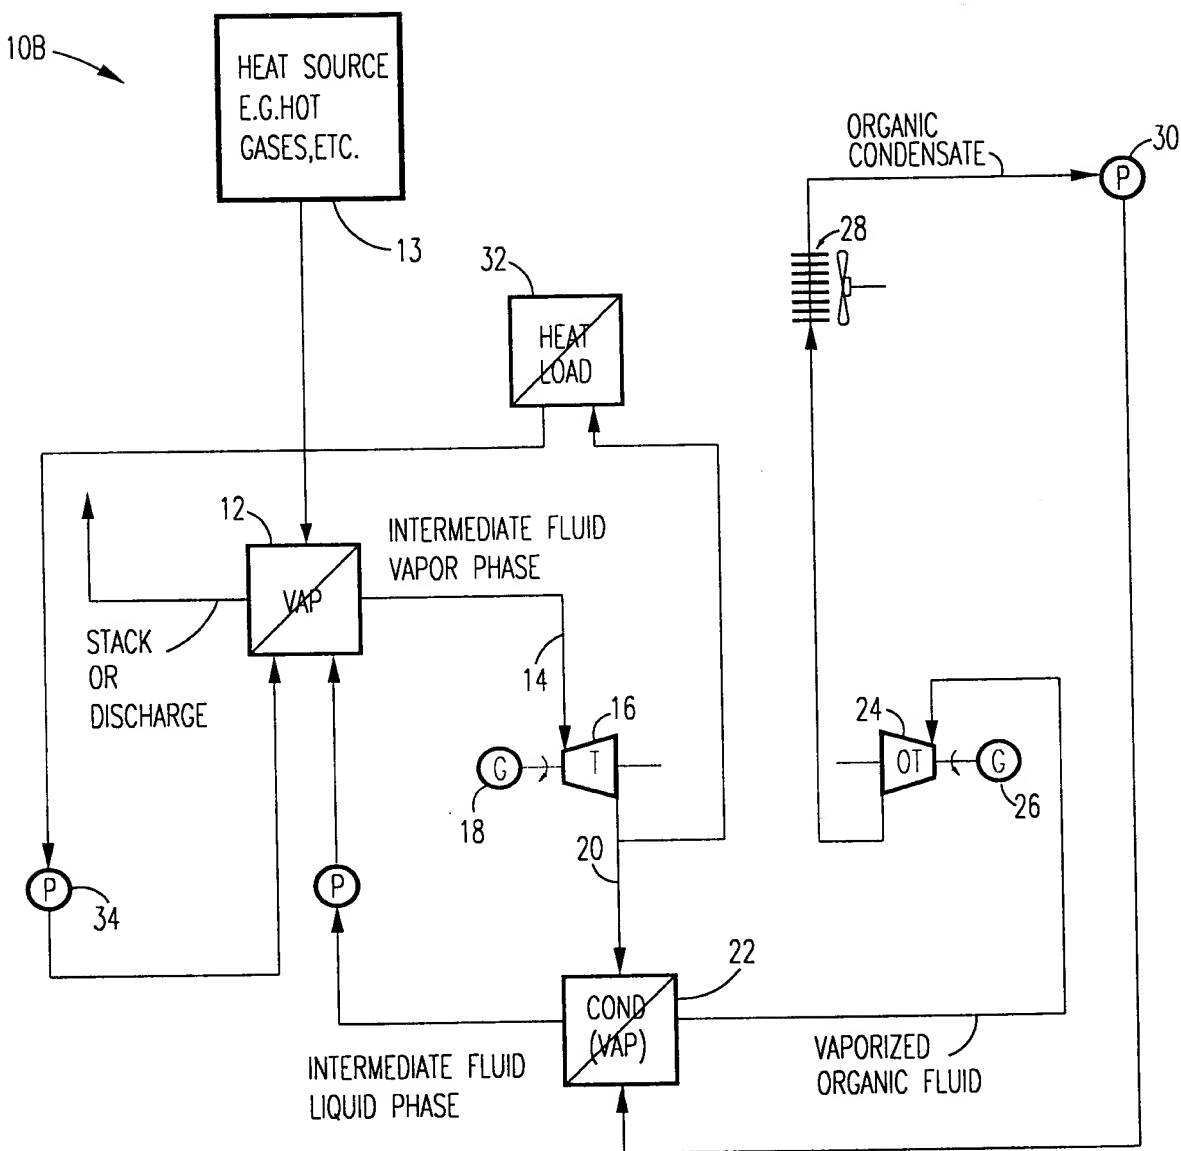 10B
HEAT SOURCE
E.G.HOT
GASES,ETC.
13
ORGANIC
CONDENSATE
P
30
28
32
HEAT
LOAD
12
VAP
INTERMEDIATE FLUID
VAPOR PHASE
STACK
OR
DISCHARGE
14
16
T
G
18
24
OT
G
26
20
P
34
P
22
COND
(VAP)
INTERMEDIATE FLUID
LIQUID PHASE
VAPORIZED
ORGANIC FLUID